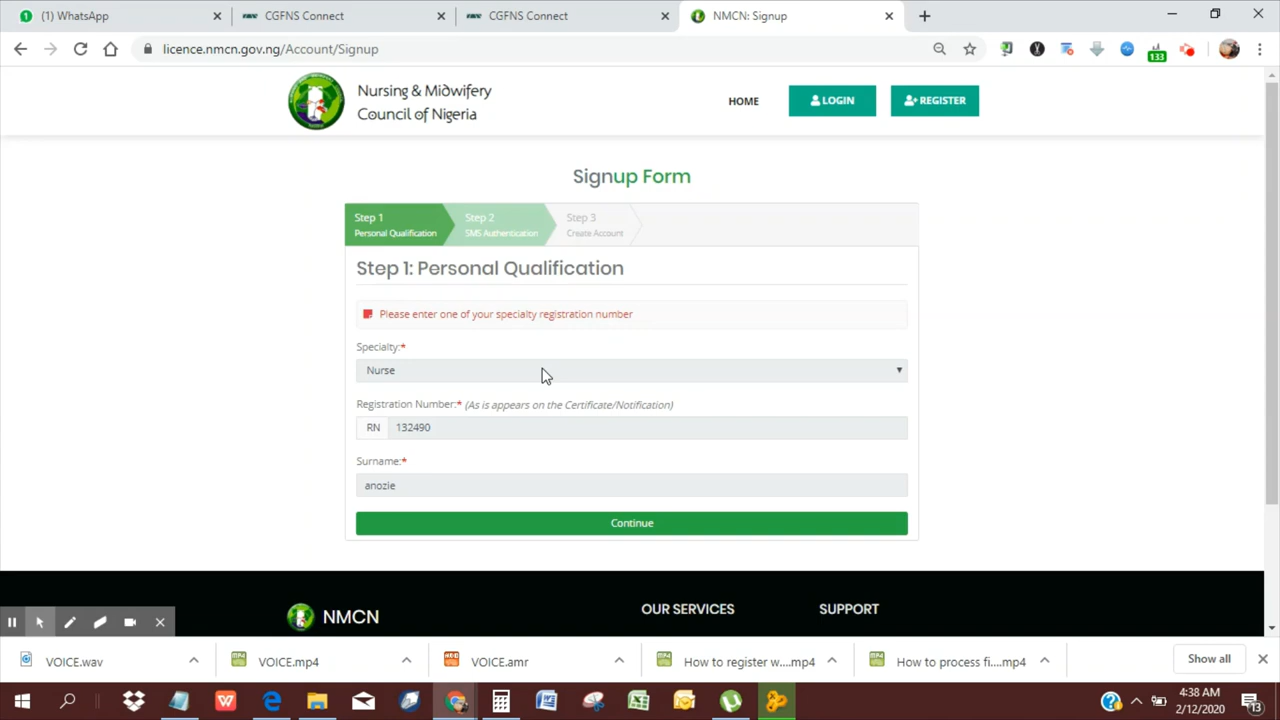 (1) WhatsApp
CGFNS Connect
CGFNS Connect
NMCN: Signup
licence.nmcn.gov.ng/Account/Signup
133
Nursing & Midwifery
Council of Nigeria
HOME
LOGIN
REGISTER
Signup Form
Step 1
Personal Qualification
Step 2
SMS Authentication
Step 3
Create Account
Step 1: Personal Qualification
Please enter one of your specialty registration number
Specialty:*
Nurse
Registration Number:* (As is appears on the Certificate/Notification)
RN 132490
Surname:*
anozie
Continue
NMCN
OUR SERVICES
SUPPORT
VOICE.wav
VOICE.mp4
VOICE.amr
How to register w....mp4
How to process fi....mp4
Show all
4:38 AM
2/12/2020
13